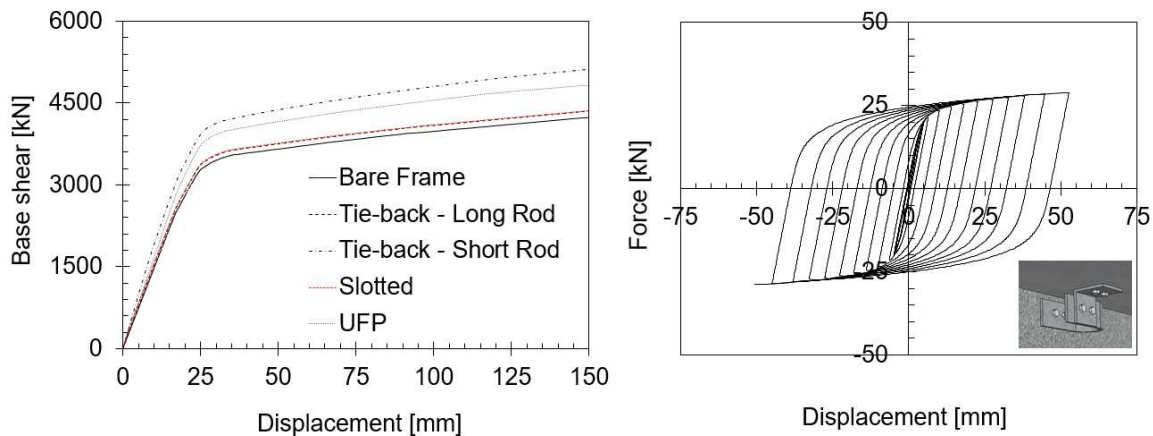 6000
4500
3000
1500
0
Base shear [kN]
Bare Frame
Tie-back - Long Rod
Tie-back - Short Rod
Slotted
UFP
0 25 50 75 100 125 150
Displacement [mm]
50
25
0
-75 -50 -25 0 25 50 75
-25
-50
Force [kN]
Displacement [mm]